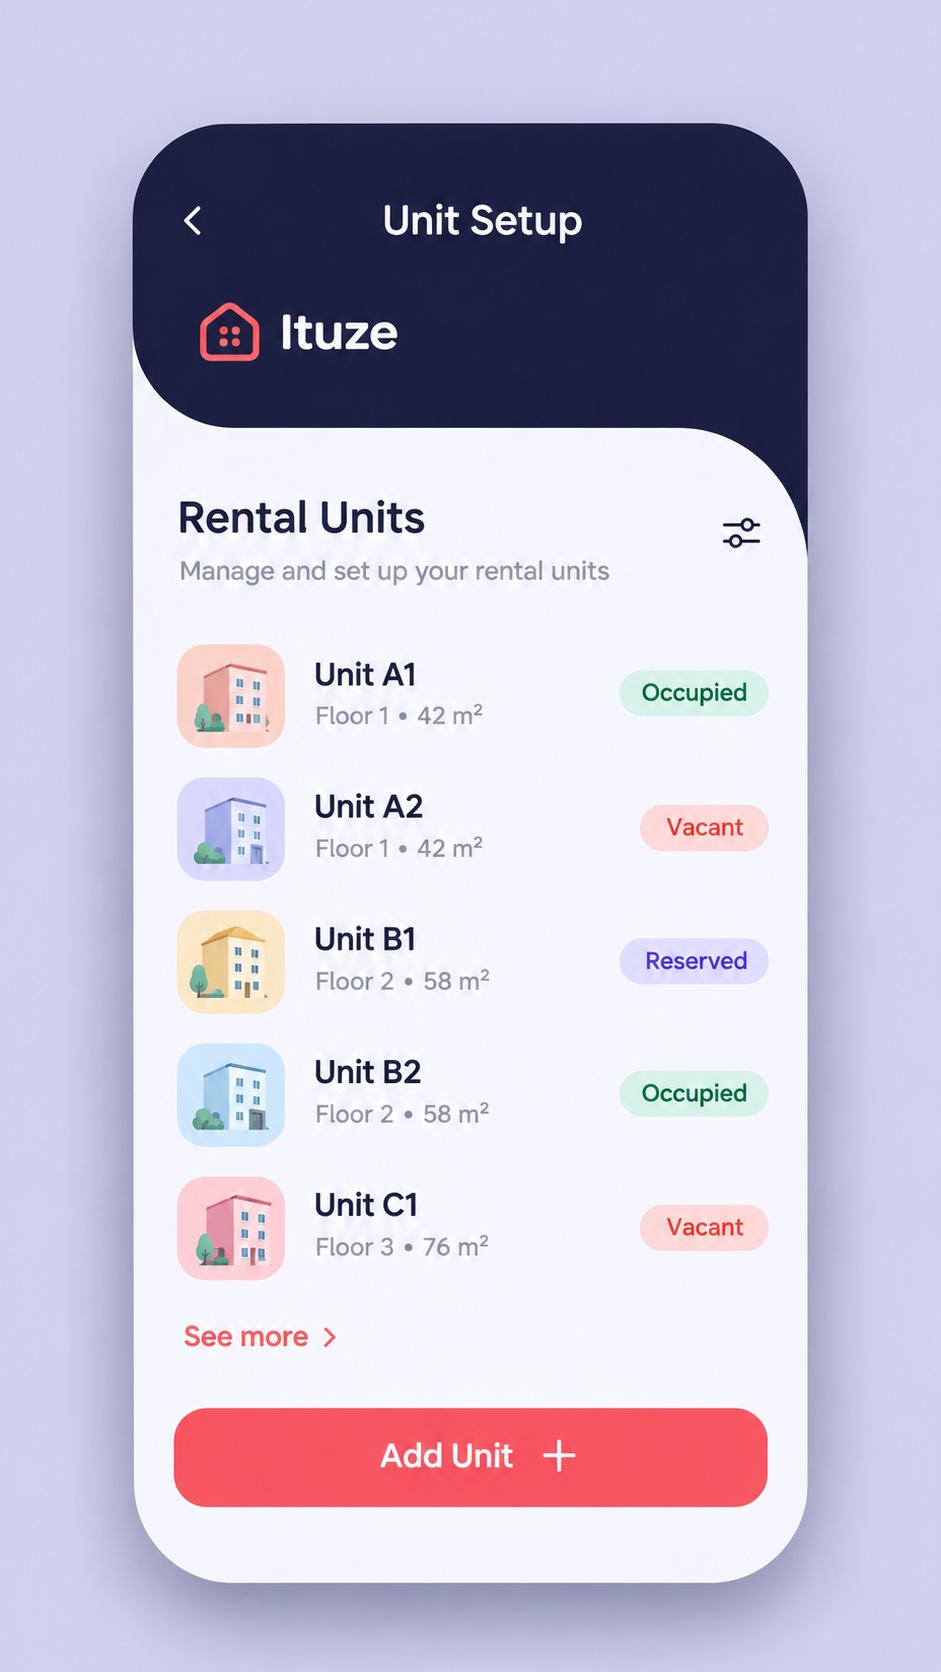 Unit Setup
Ituze
Rental Units
Manage and set up your rental units
Unit A1
Floor 1 • 42 m²
Occupied
Unit A2
Floor 1 • 42 m²
Vacant
Unit B1
Floor 2 • 58 m²
Reserved
Unit B2
Floor 2 • 58 m²
Occupied
Unit C1
Floor 3 • 76 m²
Vacant
See more
Add Unit